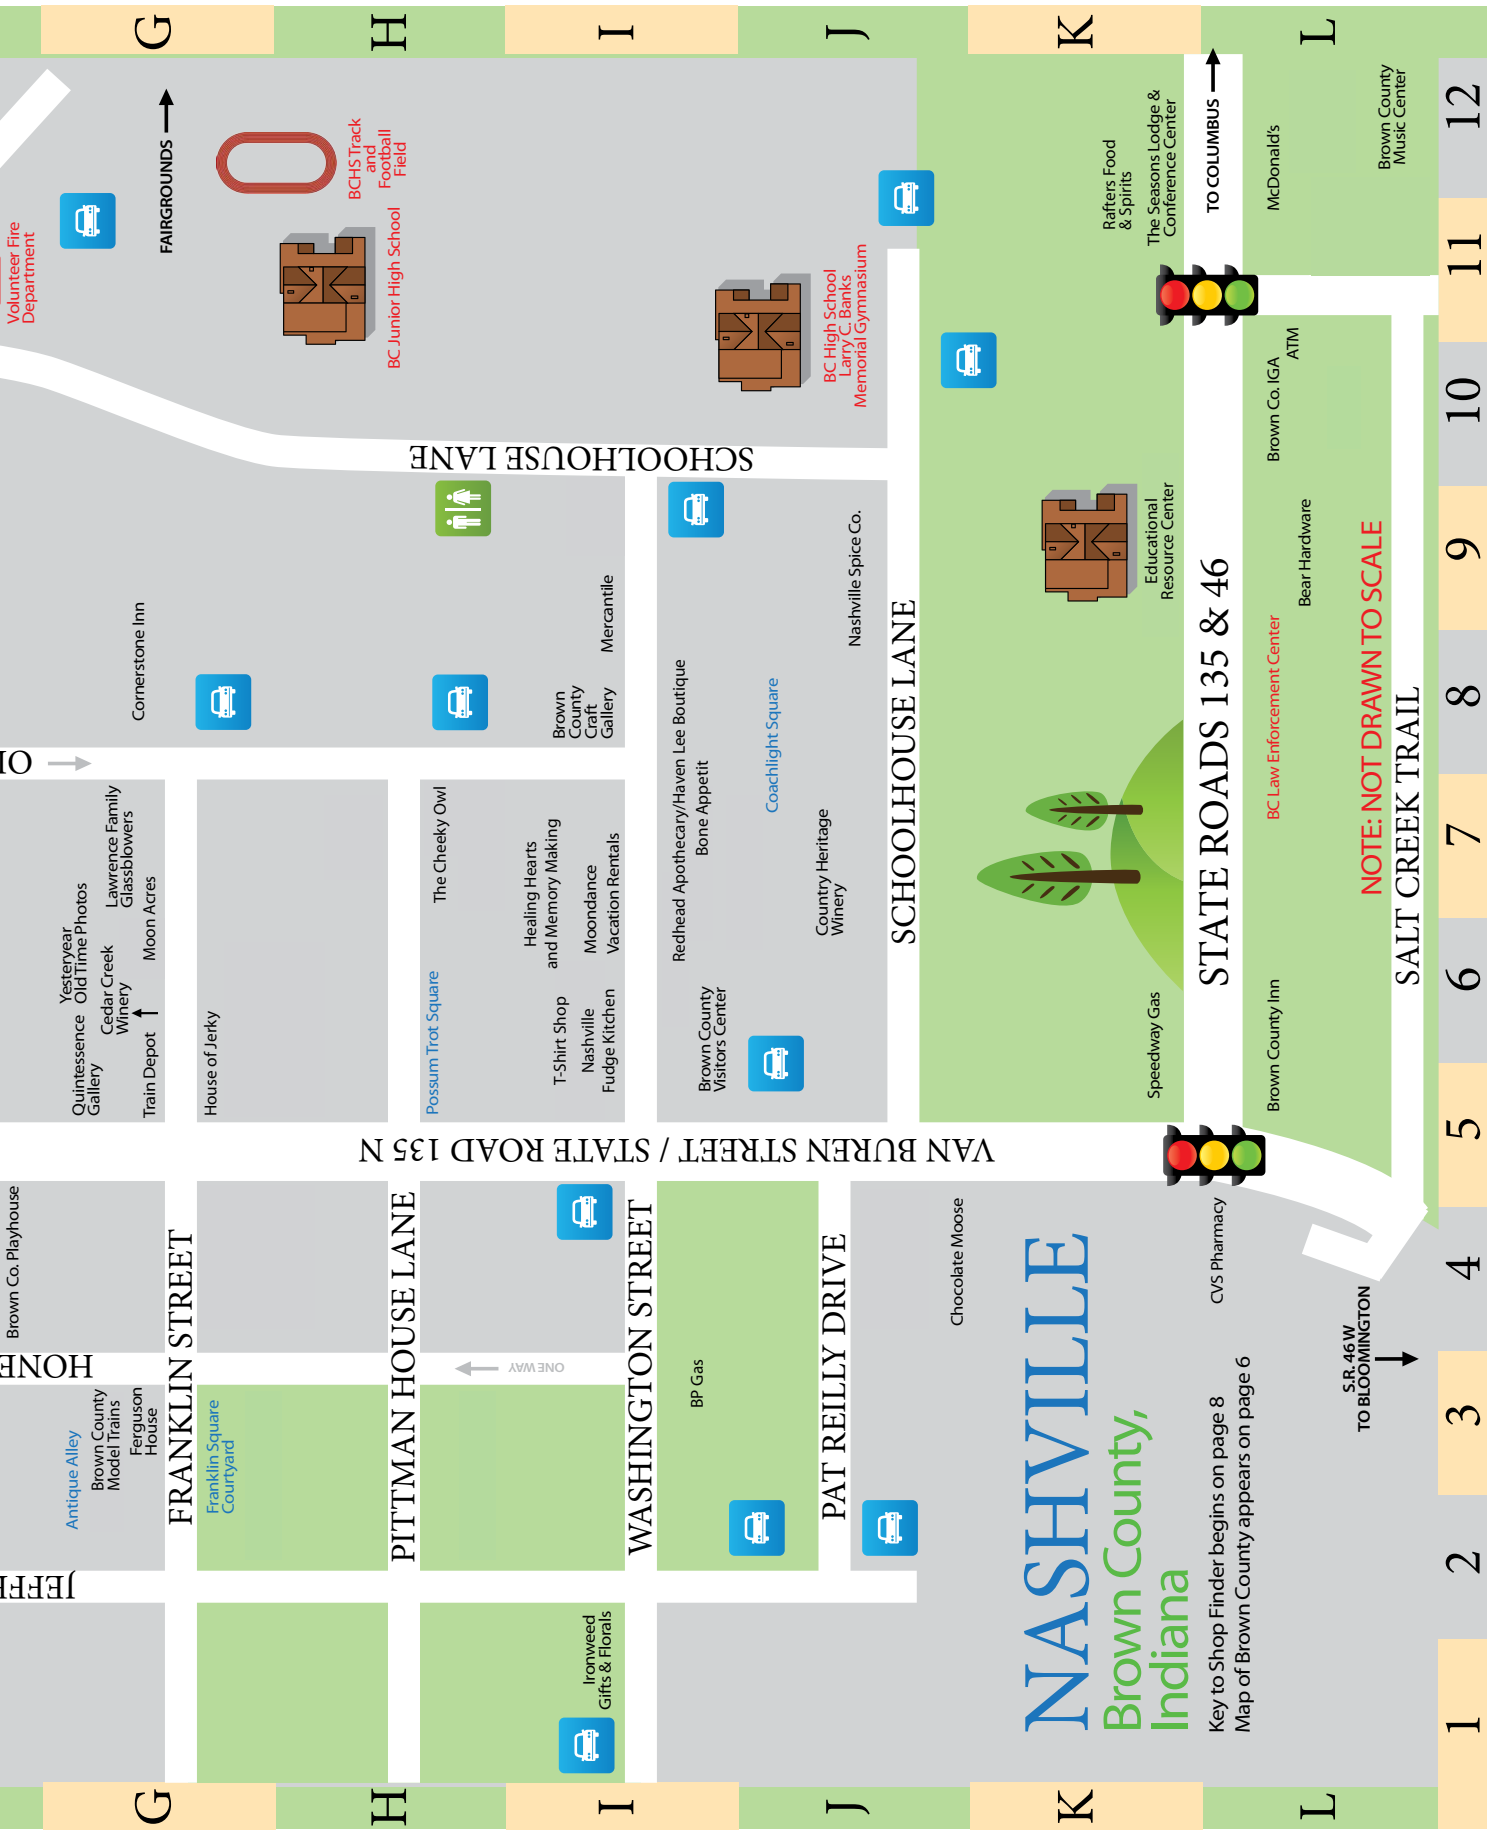 G
H
I
J
K
L
Volunteer Fire
Department
FAIRGROUNDS
BCHS Track
and
Football
Field
BC Junior High School
BC High School
Larry C. Banks
Memorial Gymnasium
Rafters Food
& Spirits
The Seasons Lodge &
Conference Center
TO COLUMBUS
McDonald's
Brown County
Music Center
12
11
10
9
8
7
6
5
4
3
2
1
SCHOOLHOUSE LANE
Brown Co. IGA
ATM
Cornerstone Inn
Mercantile
Brown
County
Craft
Gallery
Nashville Spice Co.
Educational
Resource Center
Bear Hardware
BC Law Enforcement Center
NOTE: NOT DRAWN TO SCALE
SALT CREEK TRAIL
STATE ROADS 135 & 46
SCHOOLHOUSE LANE
Redhead Apothecary/Haven Lee Boutique
Bone Appetit
Coachlight Square
Country Heritage
Winery
Brown County
Visitors Center
OL
Lawrence Family
Glassblowers
Moon Acres
Yesteryear
Old Time Photos
Cedar Creek
Winery
Quintessence
Gallery
Train Depot
House of Jerky
The Cheeky Owl
Possum Trot Square
Healing Hearts
and Memory Making
Moondance
Vacation Rentals
T-Shirt Shop
Nashville
Fudge Kitchen
Speedway Gas
Brown County Inn
VAN BUREN STREET / STATE ROAD 135 N
Brown Co. Playhouse
HONE
FRANKLIN STREET
PITTMAN HOUSE LANE
WASHINGTON STREET
PAT REILLY DRIVE
ONE WAY
BP Gas
Chocolate Moose
CVS Pharmacy
S.R. 46 W
TO BLOOMINGTON
Antique Alley
Brown County
Model Trains
Ferguson
House
Franklin Square
Courtyard
JEFFE
Ironweed
Gifts & Florals
NASHVILLE
Brown County,
Indiana
Key to Shop Finder begins on page 8
Map of Brown County appears on page 6
G
H
I
J
K
L